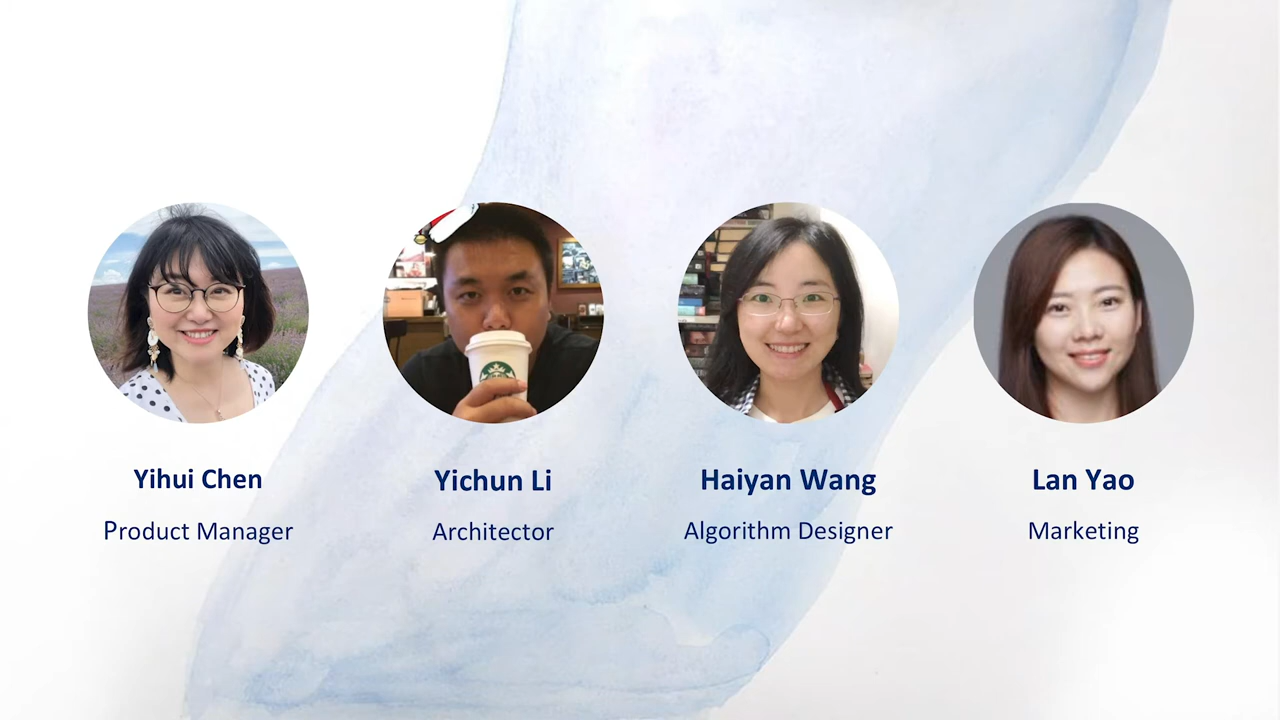 Yihui Chen
Yichun Li
Haiyan Wang
Lan Yao
Product Manager
Architector
Algorithm Designer
Marketing